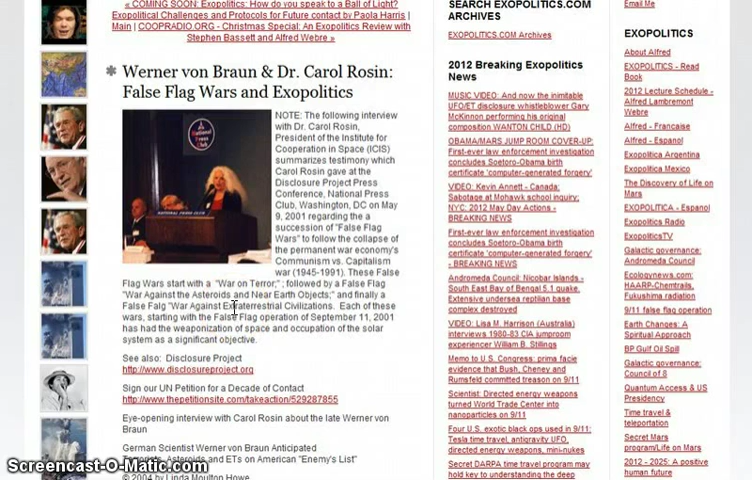 « COMING SOON: Exopolitics: How do you speak to a Ball of Light?
Exopolitical Challenges and Protocols for Future contact by Paola Harris |
Main | COOPRADIO.ORG - Christmas Special: An Exopolitics Review with
Stephen Bassett and Alfred Webre »
Werner von Braun & Dr. Carol Rosin:
False Flag Wars and Exopolitics
National
Press
Club
NATIONAL PRESS CLUB
NOTE: The following interview
with Dr. Carol Rosin,
President of the Institute for
Cooperation in Space (ICIS)
summarizes testimony which
Carol Rosin gave at the
Disclosure Project Press
Conference, National Press
Club, Washington, DC on May
9, 2001 regarding the a
succession of "False Flag
Wars" to follow the collapse of
the permanent war economy's
Communism vs. Capitalism
war (1945-1991). These False
Flag Wars start with a "War on Terror;" ; followed by a False Flag
"War Against the Asteroids and Near Earth Objects;" and finally a
False Falg "War Against Extraterrestrial Civilizations. Each of these
wars, starting with the False Flag operation of September 11, 2001
has had the weaponization of space and occupation of the solar
system as a significant objective.
See also: Disclosure Project
http://www.disclosureproject.org
Sign our UN Petition for a Decade of Contact
http://www.thepetitionsite.com/takeaction/529287855
Eye-opening interview with Carol Rosin about the late Werner von
Braun
German Scientist Werner von Braun Anticipated
Terrorists, Asteroids and ETs on American "Enemy's List"
© 2004 by Linda Moulton Howe
SEARCH EXOPOLITICS.COM
ARCHIVES
EXOPOLITICS.COM Archives
2012 Breaking Exopolitics
News
MUSIC VIDEO: And now the inimitable
UFO/ET disclosure whistleblower Gary
McKinnon performing his original
composition WANTON CHILD (HD)
OBAMA/MARS JUMP ROOM COVER-UP:
First-ever law enforcement investigation
concludes Soetoro-Obama birth
certificate 'computer-generated forgery'
VIDEO: Kevin Annett - Canada:
Sabotage at Mohawk school inquiry;
NYC: 2012 May Day Actions -
BREAKING NEWS
First-ever law enforcement investigation
concludes Soetoro-Obama birth
certificate 'computer-generated forgery'
- BREAKING NEWS
Andromeda Council: Nicobar Islands -
South East Bay of Bengal 5.1 quake.
Extensive undersea reptilian base
complex destroyed
VIDEO: Lisa M. Harrison (Australia)
interviews 1980-83 CIA jumproom
experiencer William B. Stillings
Memo to U.S. Congress: prima facie
evidence that Bush, Cheney and
Rumsfeld committed treason on 9/11
Scientist: Directed energy weapons
turned World Trade Center into
nanoparticles on 9/11
Four U.S. exotic black ops used in 9/11:
Tesla time travel, antigravity UFO,
directed energy weapons, mini-nukes
Secret DARPA time travel program may
hold key to understanding the deep
Email Me
EXOPOLITICS
About Alfred
EXOPOLITICS - Read
Book
2012 Lecture Schedule -
Alfred Lambremont
Webre
Alfred - Francaise
Alfred - Espanol
Exopolitica Argentina
Exopolitica Mexico
The Discovery of Life on
Mars
EXOPOLITICA - Espanol
Exopolitics Radio
ExopoliticsTV
Galactic governance:
Andromeda Council
Ecologynews.com:
HAARP-Chemtrails,
Fukushima radiation
9/11 false flag operation
Earth Changes: A
Spiritual Approach
BP Gulf Oil Spill
Galactic governance:
Council of 8
Quantum Access & US
Presidency
Time travel &
teleportation
Secret Mars
program/Life on Mars
2012 - 2025: A positive
human future
Screencast-O-Matic.com